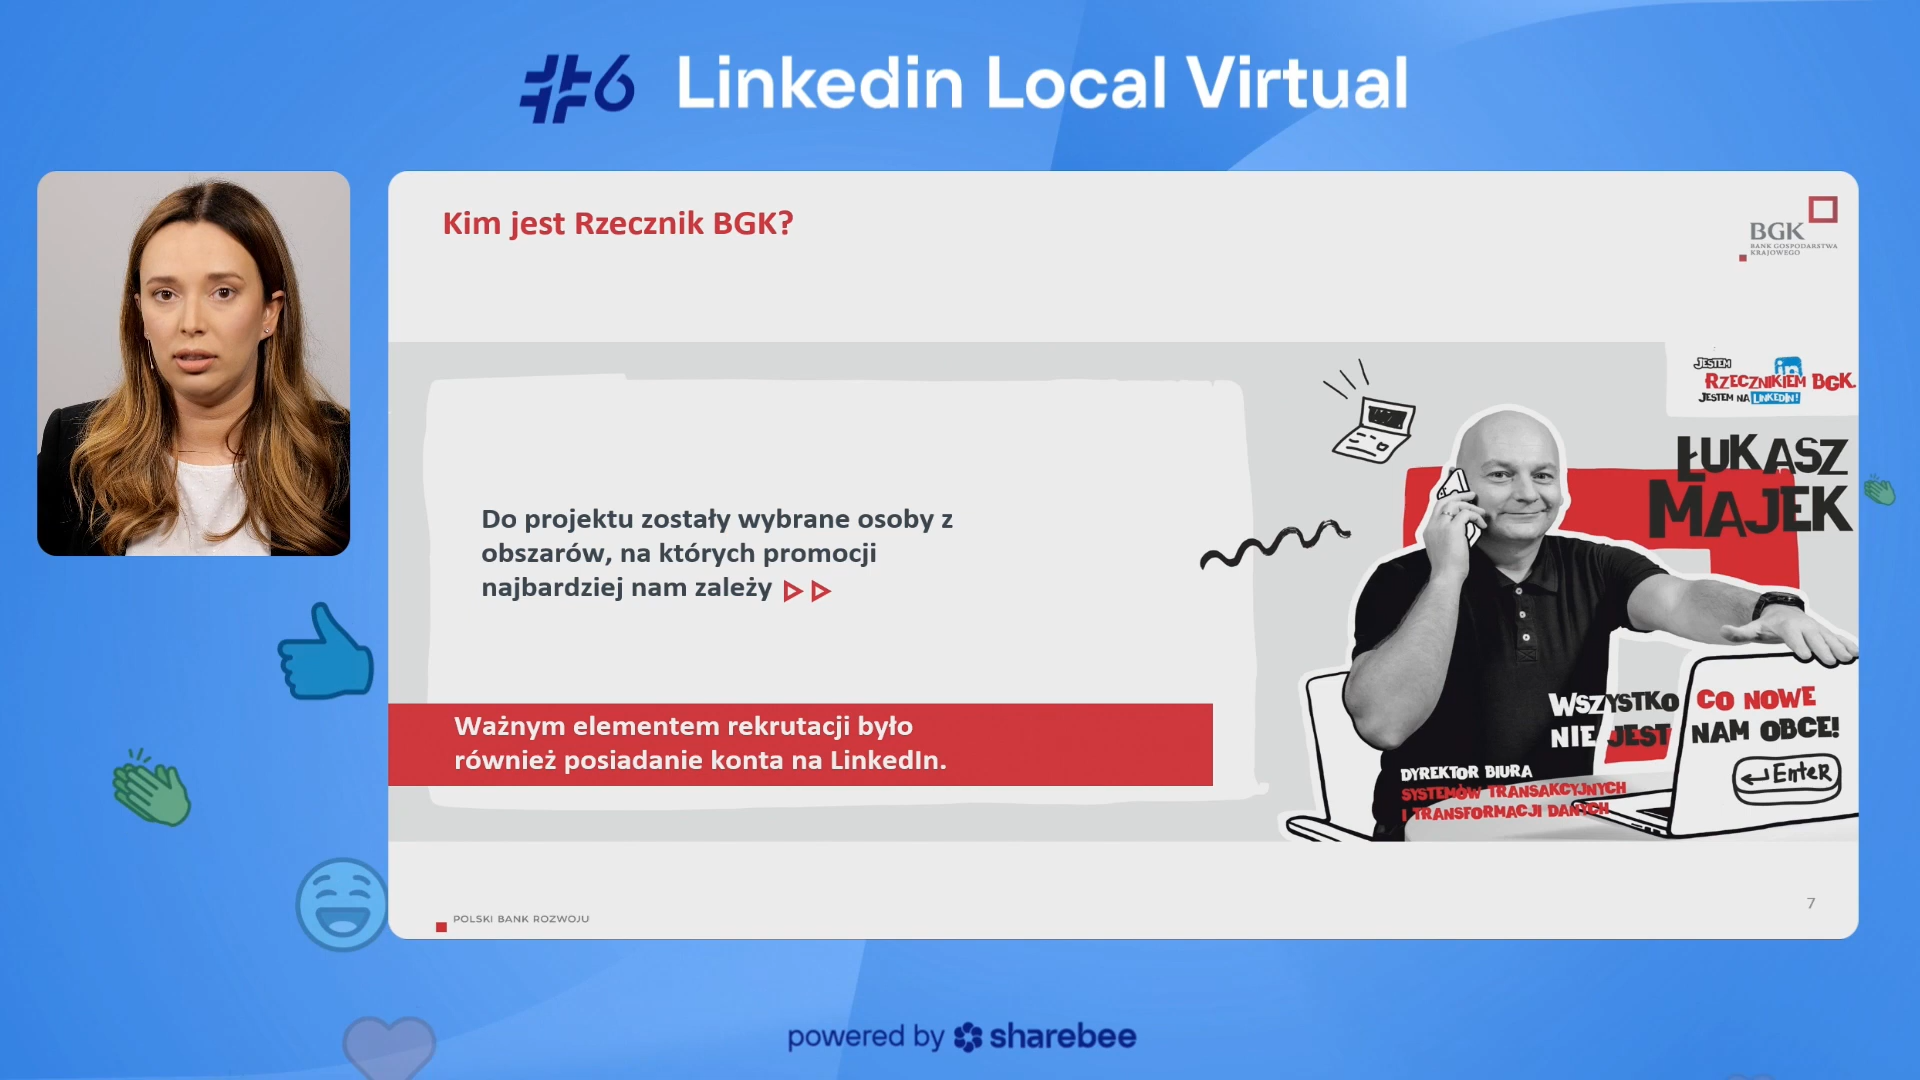 #6 Linkedin Local Virtual
Kim jest Rzecznik BGK?
BGK
BANK GOSPODARSTWA
KRAJOWEGO
JESTEM
RZECZNIKIEM BGK.
in
JESTEM NA LINKEDIN!
ŁUKASZ
MAJEK
Do projektu zostały wybrane osoby z
obszarów, na których promocji
najbardziej nam zależy
Ważnym elementem rekrutacji było
również posiadanie konta na LinkedIn.
WSZYSTKO CO NOWE
NIE JEST NAM OBCE!
Enter
DYREKTOR BIURA
SYSTEMÓW TRANSAKCYJNYCH
I TRANSFORMACJI DANYCH
POLSKI BANK ROZWOJU
7
powered by sharebee